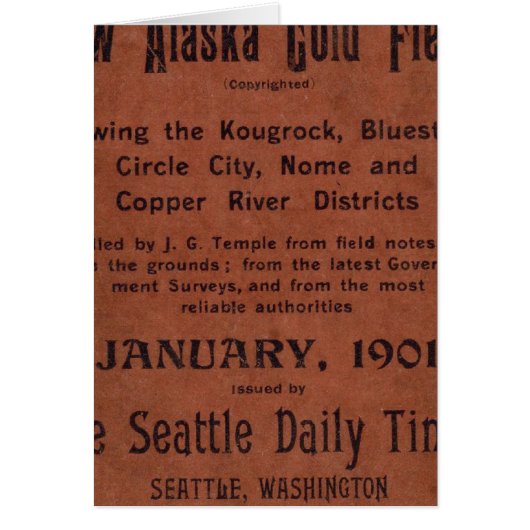 w Alaska Gold Fie
(Copyrighted)
wing the Kougrock, Bluest
Circle City, Nome and
Copper River Districts
iled by J. G. Temple from field notes
the grounds; from the latest Gover
ment Surveys, and from the most
reliable authorities
JANUARY, 1901
Issued by
e Seattle Daily Tim
SEATTLE, WASHINGTON